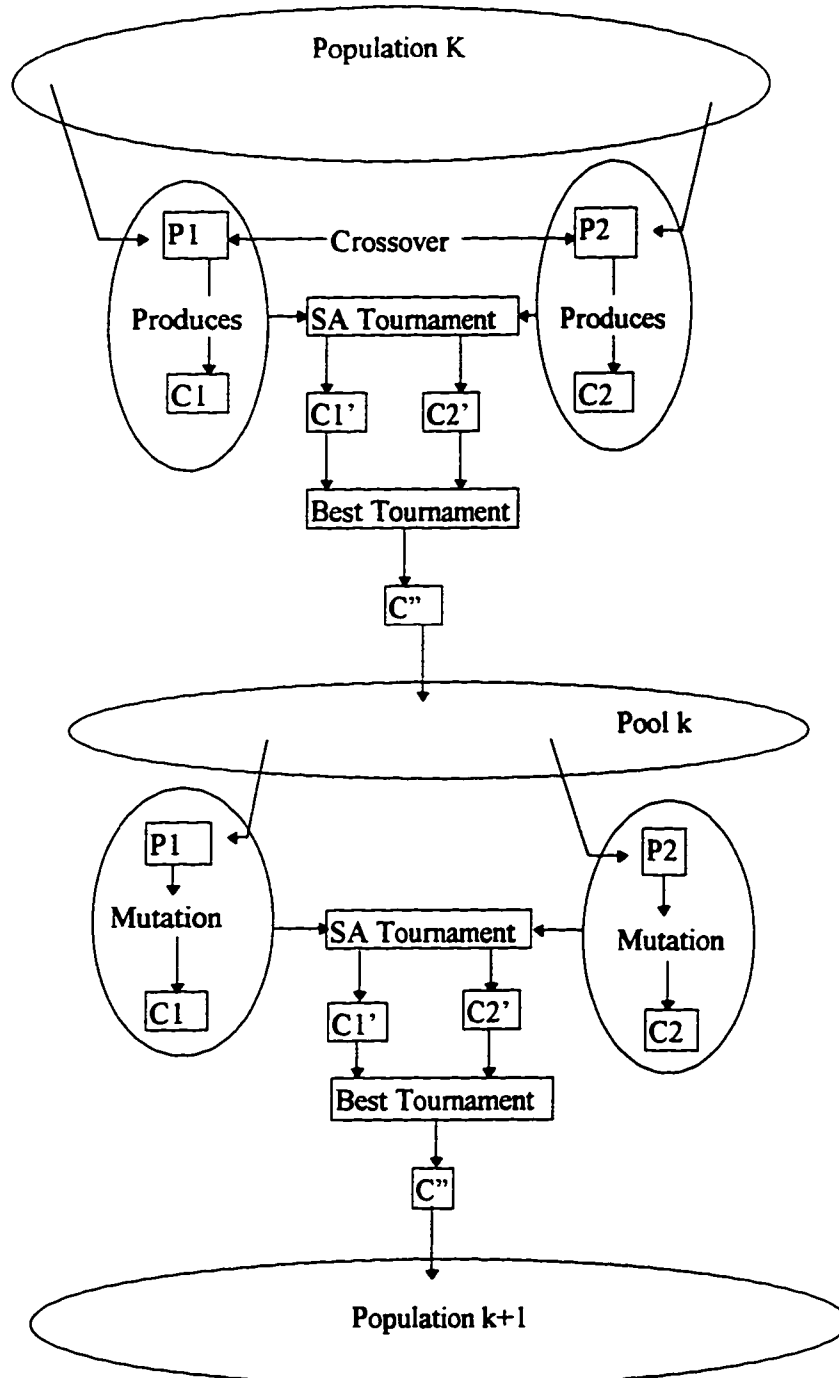 Population K
P1
Crossover
P2
Produces
SA Tournament
Produces
C1
C1'
C2'
C2
Best Tournament
C"
Pool k
P1
P2
Mutation
SA Tournament
Mutation
C1
C1'
C2'
C2
Best Tournament
C"
Population k+1